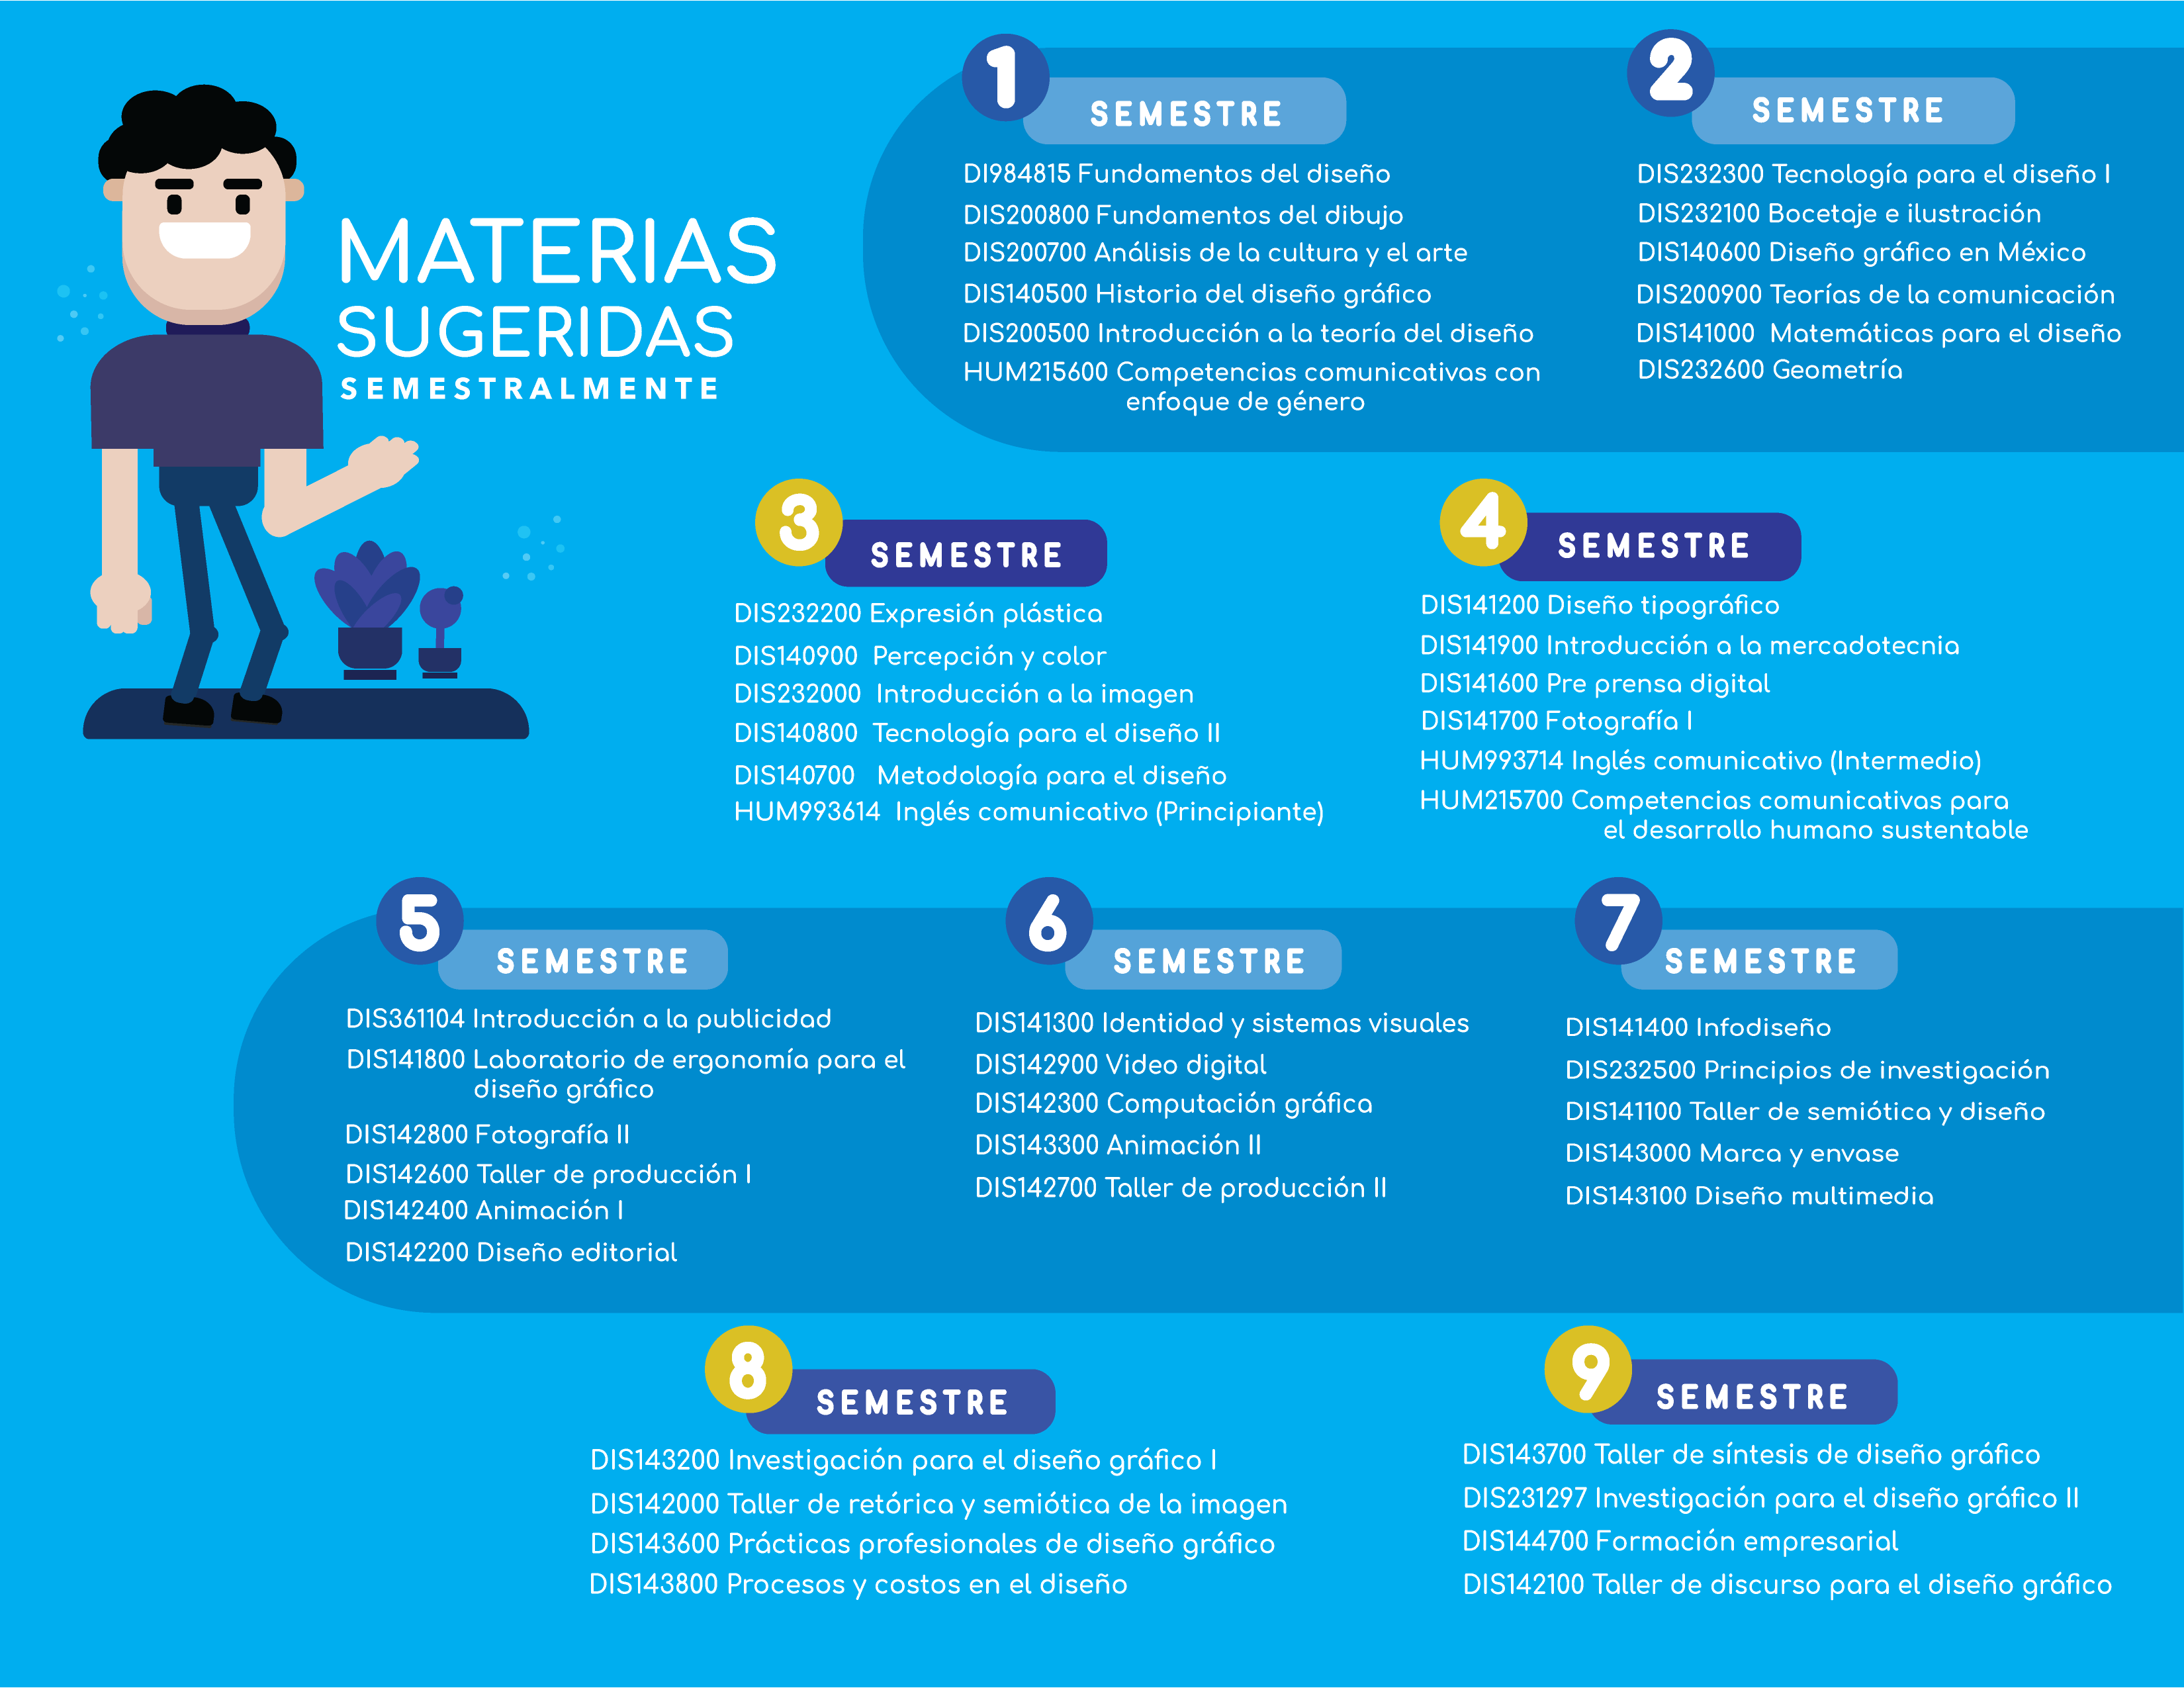 MATERIAS
SUGERIDAS
SEMESTRALMENTE
1
SEMESTRE
DI984815 Fundamentos del diseño
DIS200800 Fundamentos del dibujo
DIS200700 Análisis de la cultura y el arte
DIS140500 Historia del diseño gráfico
DIS200500 Introducción a la teoría del diseño
HUM215600 Competencias comunicativas con
enfoque de género
2
SEMESTRE
DIS232300 Tecnología para el diseño I
DIS232100 Bocetaje e ilustración
DIS140600 Diseño gráfico en México
DIS200900 Teorías de la comunicación
DIS141000 Matemáticas para el diseño
DIS232600 Geometría
3
SEMESTRE
DIS232200 Expresión plástica
DIS140900 Percepción y color
DIS232000 Introducción a la imagen
DIS140800 Tecnología para el diseño II
DIS140700 Metodología para el diseño
HUM993614 Inglés comunicativo (Principiante)
4
SEMESTRE
DIS141200 Diseño tipográfico
DIS141900 Introducción a la mercadotecnia
DIS141600 Pre prensa digital
DIS141700 Fotografía I
HUM993714 Inglés comunicativo (Intermedio)
HUM215700 Competencias comunicativas para
el desarrollo humano sustentable
5
SEMESTRE
DIS361104 Introducción a la publicidad
DIS141800 Laboratorio de ergonomía para el
diseño gráfico
DIS142800 Fotografía II
DIS142600 Taller de producción I
DIS142400 Animación I
DIS142200 Diseño editorial
6
SEMESTRE
DIS141300 Identidad y sistemas visuales
DIS142900 Video digital
DIS142300 Computación gráfica
DIS143300 Animación II
DIS142700 Taller de producción II
7
SEMESTRE
DIS141400 Infodiseño
DIS232500 Principios de investigación
DIS141100 Taller de semiótica y diseño
DIS143000 Marca y envase
DIS143100 Diseño multimedia
8
SEMESTRE
DIS143200 Investigación para el diseño gráfico I
DIS142000 Taller de retórica y semiótica de la imagen
DIS143600 Prácticas profesionales de diseño gráfico
DIS143800 Procesos y costos en el diseño
9
SEMESTRE
DIS143700 Taller de síntesis de diseño gráfico
DIS231297 Investigación para el diseño gráfico II
DIS144700 Formación empresarial
DIS142100 Taller de discurso para el diseño gráfico